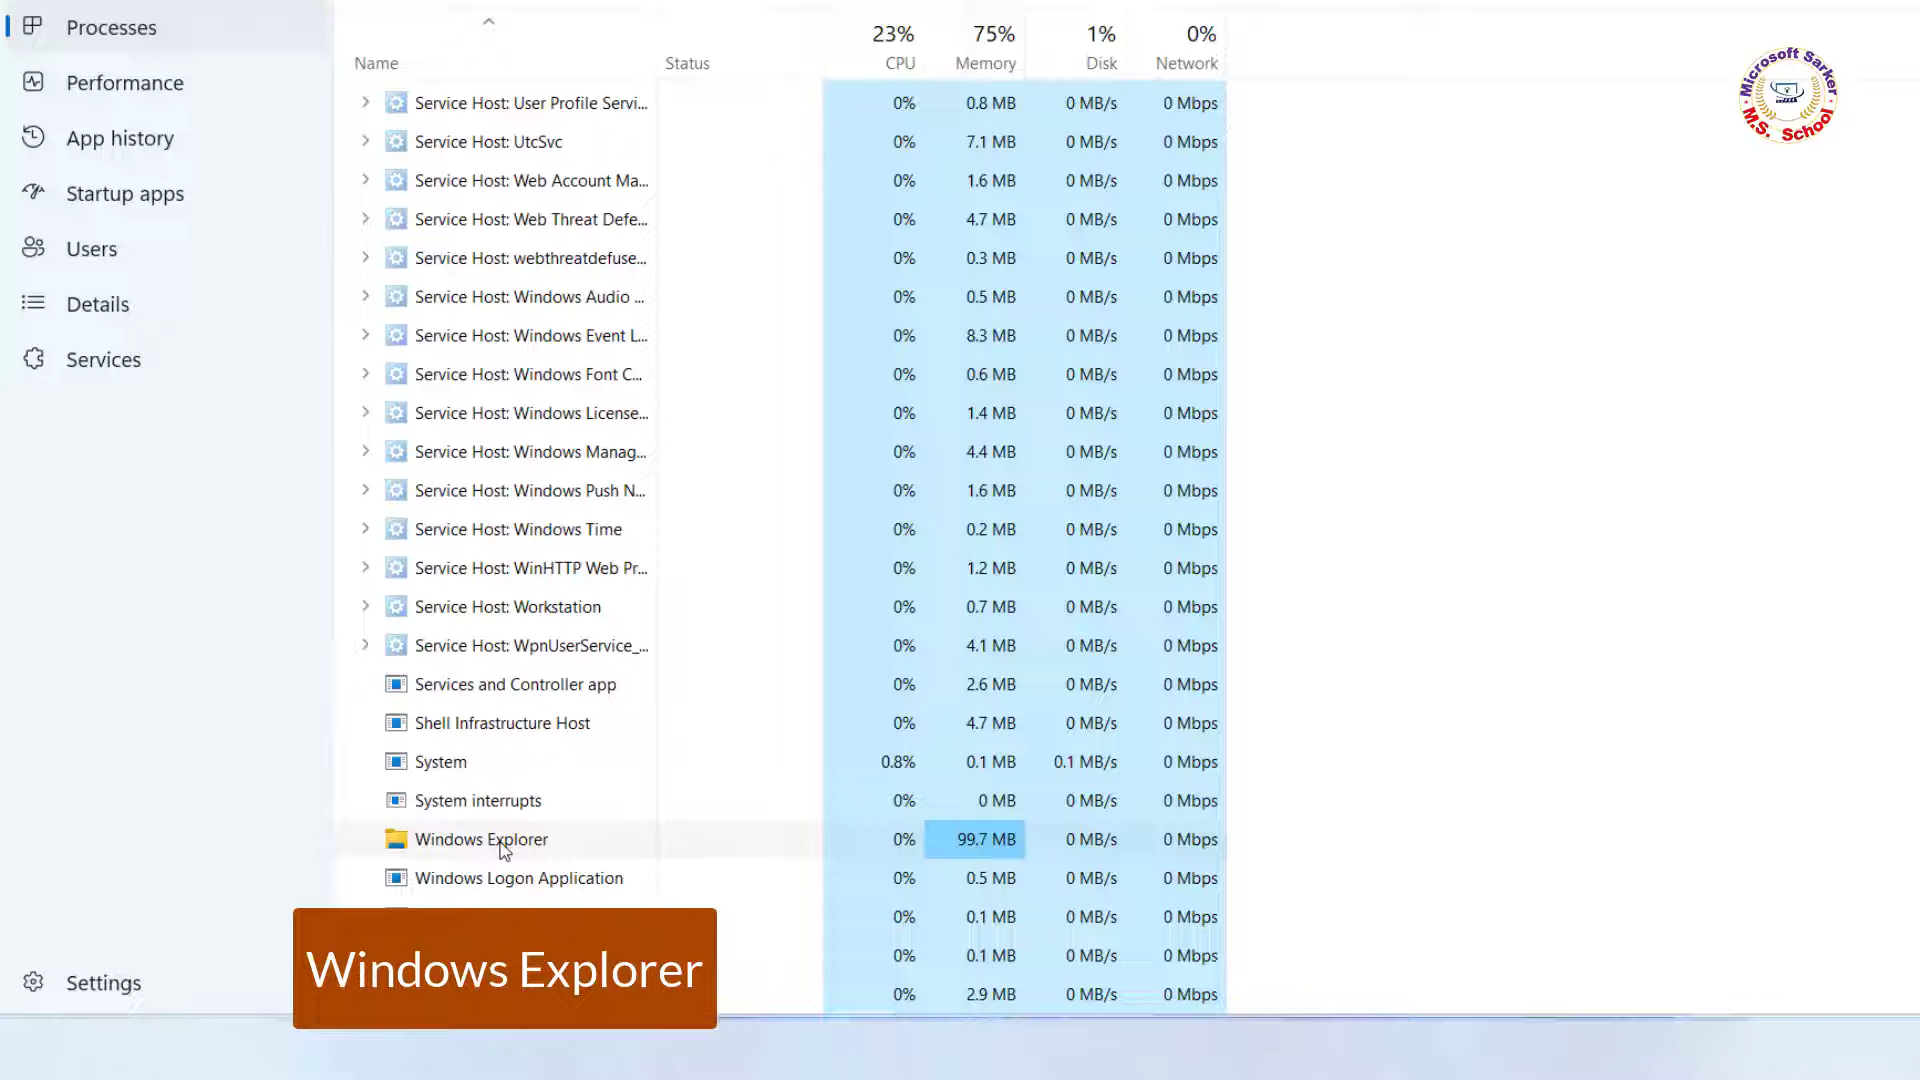 Processes
Performance
App history
Startup apps
Users
Details
Services
Settings
23% 75% 1% 0%
Name Status CPU Memory Disk Network
Service Host: User Profile Servi... 0% 0.8 MB 0 MB/s 0 Mbps
Service Host: UtcSvc 0% 7.1 MB 0 MB/s 0 Mbps
Service Host: Web Account Ma... 0% 1.6 MB 0 MB/s 0 Mbps
Service Host: Web Threat Defe... 0% 4.7 MB 0 MB/s 0 Mbps
Service Host: webthreatdefuse... 0% 0.3 MB 0 MB/s 0 Mbps
Service Host: Windows Audio ... 0% 0.5 MB 0 MB/s 0 Mbps
Service Host: Windows Event L... 0% 8.3 MB 0 MB/s 0 Mbps
Service Host: Windows Font C... 0% 0.6 MB 0 MB/s 0 Mbps
Service Host: Windows License... 0% 1.4 MB 0 MB/s 0 Mbps
Service Host: Windows Manag... 0% 4.4 MB 0 MB/s 0 Mbps
Service Host: Windows Push N... 0% 1.6 MB 0 MB/s 0 Mbps
Service Host: Windows Time 0% 0.2 MB 0 MB/s 0 Mbps
Service Host: WinHTTP Web Pr... 0% 1.2 MB 0 MB/s 0 Mbps
Service Host: Workstation 0% 0.7 MB 0 MB/s 0 Mbps
Service Host: WpnUserService_... 0% 4.1 MB 0 MB/s 0 Mbps
Services and Controller app 0% 2.6 MB 0 MB/s 0 Mbps
Shell Infrastructure Host 0% 4.7 MB 0 MB/s 0 Mbps
System 0.8% 0.1 MB 0.1 MB/s 0 Mbps
System interrupts 0% 0 MB 0 MB/s 0 Mbps
Windows Explorer 0% 99.7 MB 0 MB/s 0 Mbps
Windows Logon Application 0% 0.5 MB 0 MB/s 0 Mbps
0% 0.1 MB 0 MB/s 0 Mbps
0% 0.1 MB 0 MB/s 0 Mbps
0% 2.9 MB 0 MB/s 0 Mbps
Windows Explorer
Microsoft Sarker
M.S. School